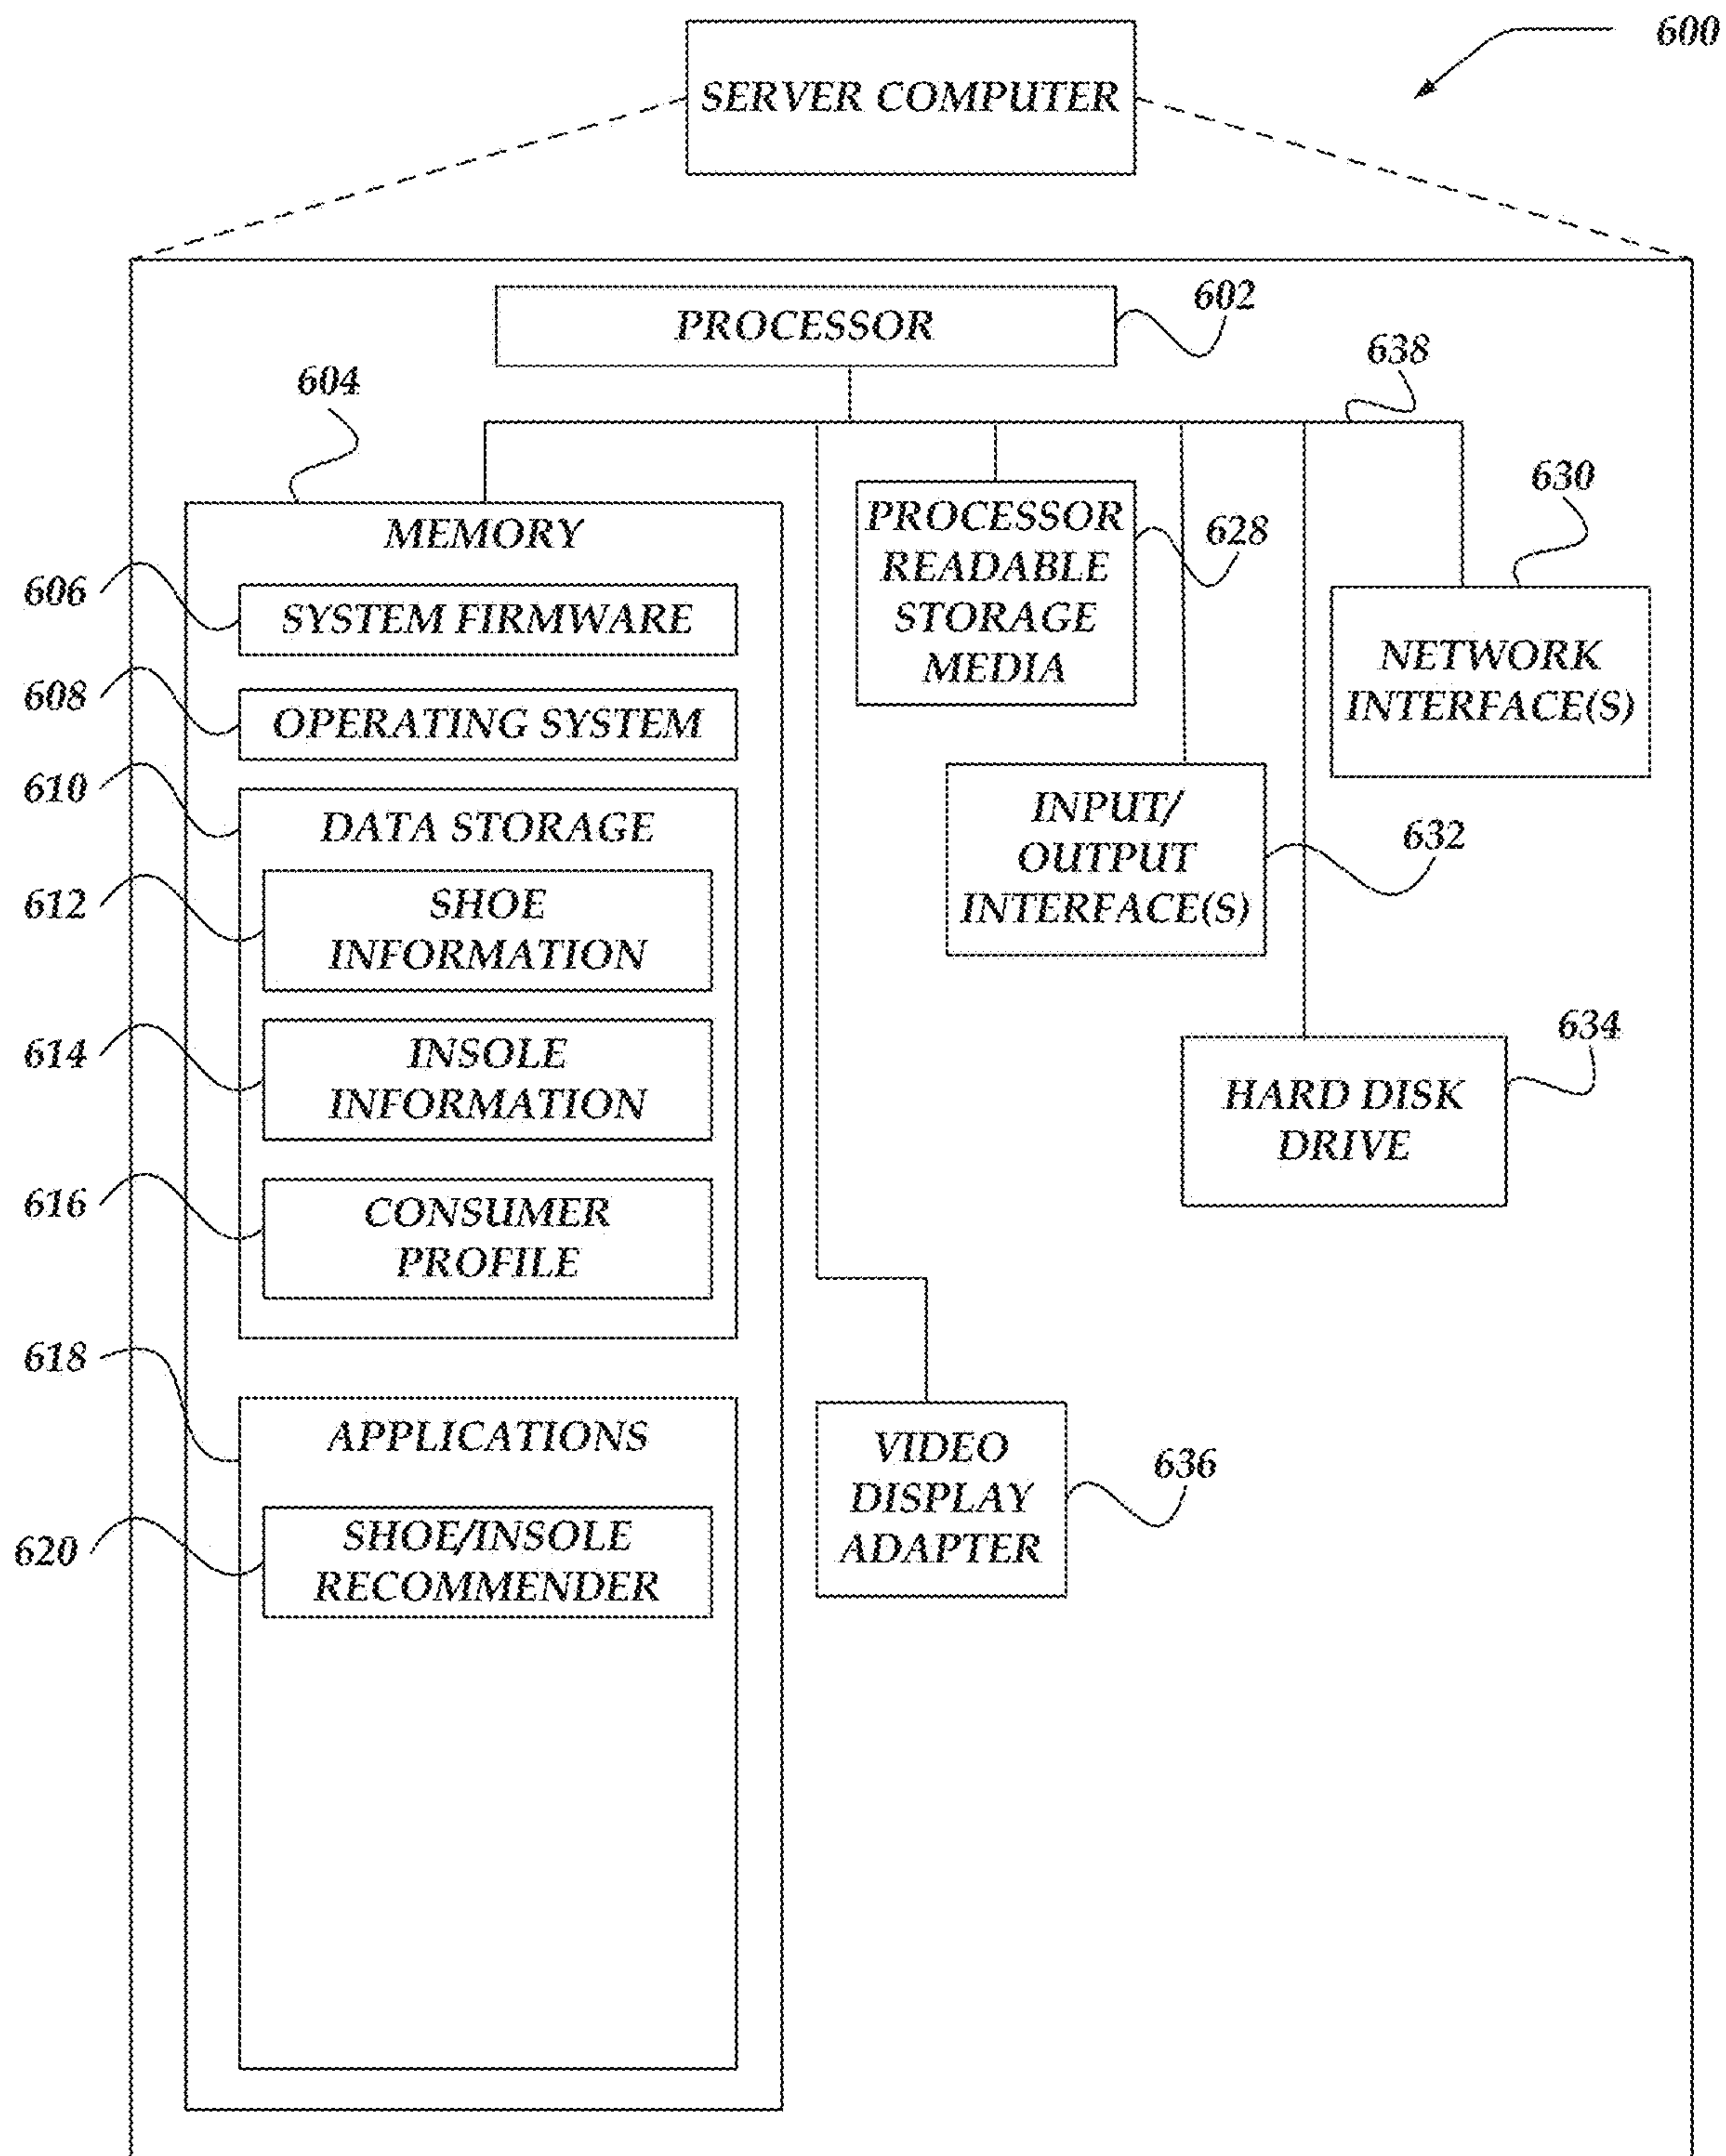 600
SERVER COMPUTER
PROCESSOR
602
638
604
MEMORY
606
SYSTEM FIRMWARE
608
OPERATING SYSTEM
610
DATA STORAGE
612
SHOE
INFORMATION
614
INSOLE
INFORMATION
616
CONSUMER
PROFILE
618
APPLICATIONS
620
SHOE/INSOLE
RECOMMENDER
PROCESSOR
READABLE
STORAGE
MEDIA
628
630
NETWORK
INTERFACE(S)
INPUT/
OUTPUT
INTERFACE(S)
632
634
HARD DISK
DRIVE
VIDEO
DISPLAY
ADAPTER
636